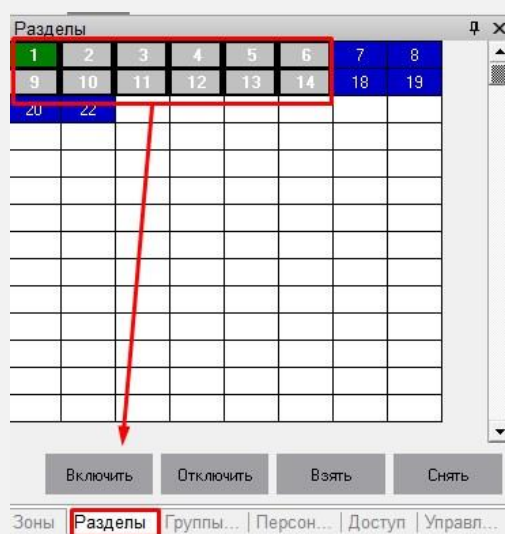 Разделы
1 2 3 4 5 6 7 8
9 10 11 12 13 14 18 19
20 22
Включить Отключить Взять Снять
Зоны Разделы Группы... Персон... Доступ Управл...